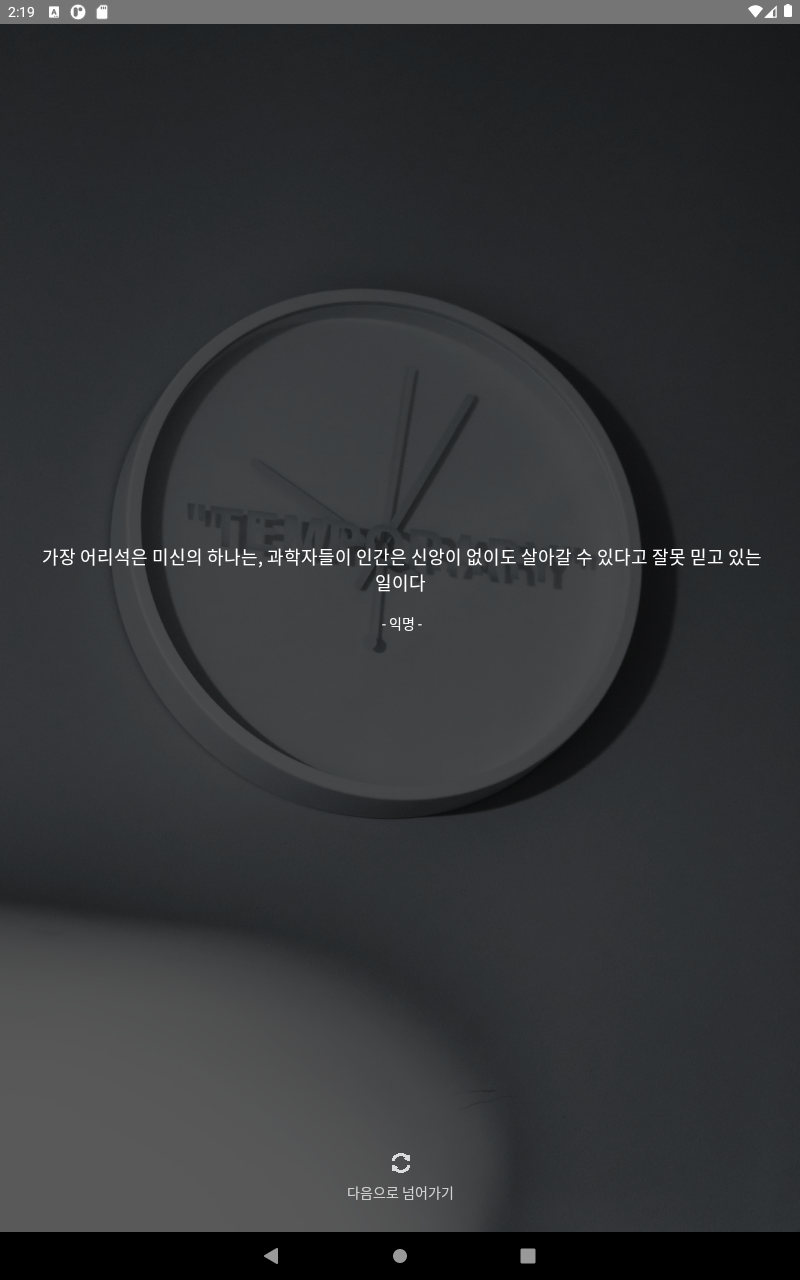 2:19
가장 어리석은 미신의 하나는, 과학자들이 인간은 신앙이 없이도 살아갈 수 있다고 잘못 믿고 있는
일이다
- 익명 -
"TEMPORARY"
다음으로 넘어가기